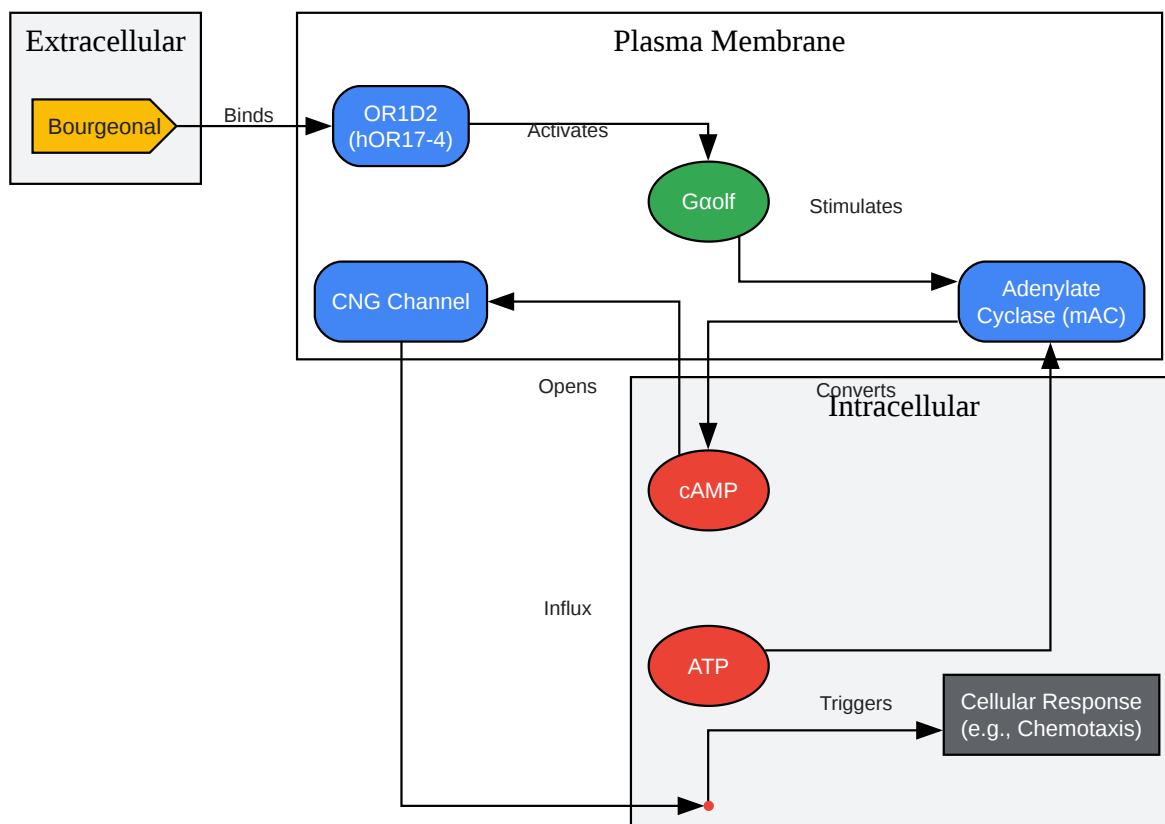 Extracellular
Plasma Membrane
Bourgeonal
Binds
OR1D2
(hOR17-4)
Activates
Gαolf
Stimulates
CNG Channel
Adenylate
Cyclase (mAC)
Opens
Converts
Intracellular
cAMP
Influx
ATP
Triggers
Cellular Response
(e.g., Chemotaxis)